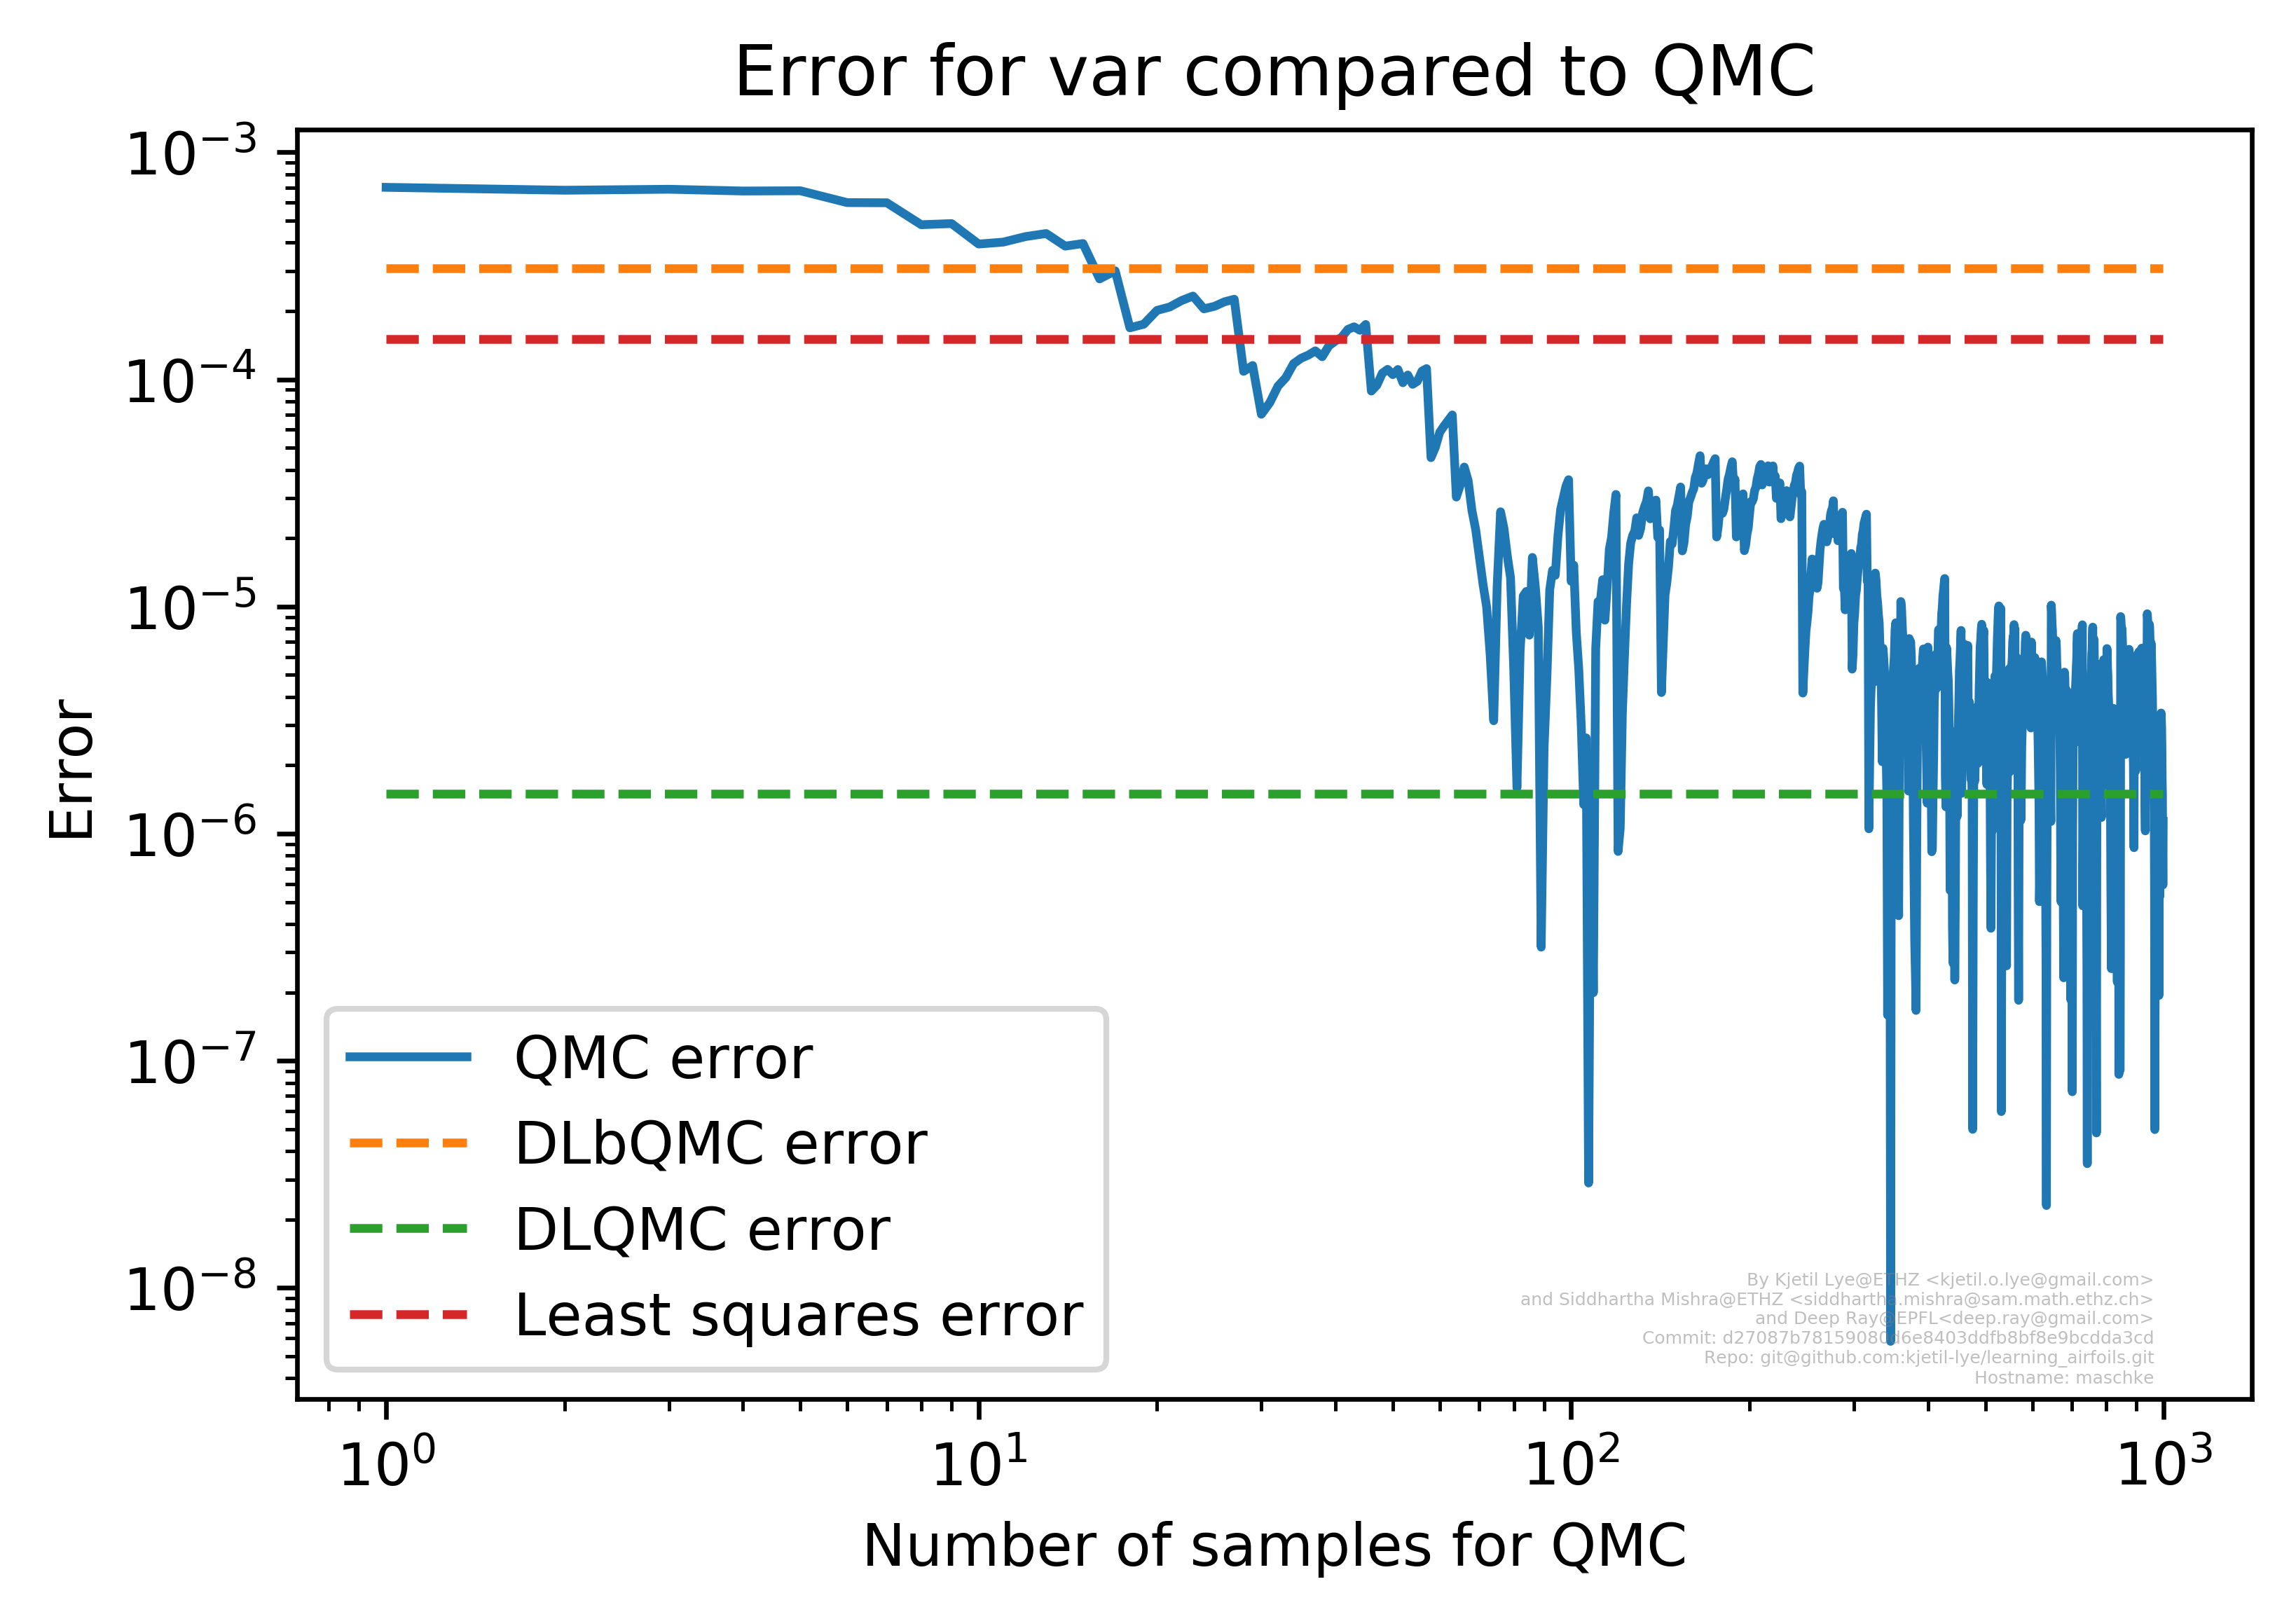 Error for var compared to QMC
10⁻³
10⁻⁴
10⁻⁵
10⁻⁶
10⁻⁷
10⁻⁸
Error
QMC error
DLbQMC error
DLQMC error
Least squares error
By Kjetil Lye@ETHZ <kjetil.o.lye@gmail.com>
and Siddhartha Mishra@ETHZ <siddhartha.mishra@sam.math.ethz.ch>
and Deep Ray@EPFL<deep.ray@gmail.com>
Commit: d27087b78159080d6e8403ddfb8bf8e9bcdda3cd
Repo: git@github.com:kjetil-lye/learning_airfoils.git
Hostname: maschke
10⁰ 10¹ 10² 10³
Number of samples for QMC